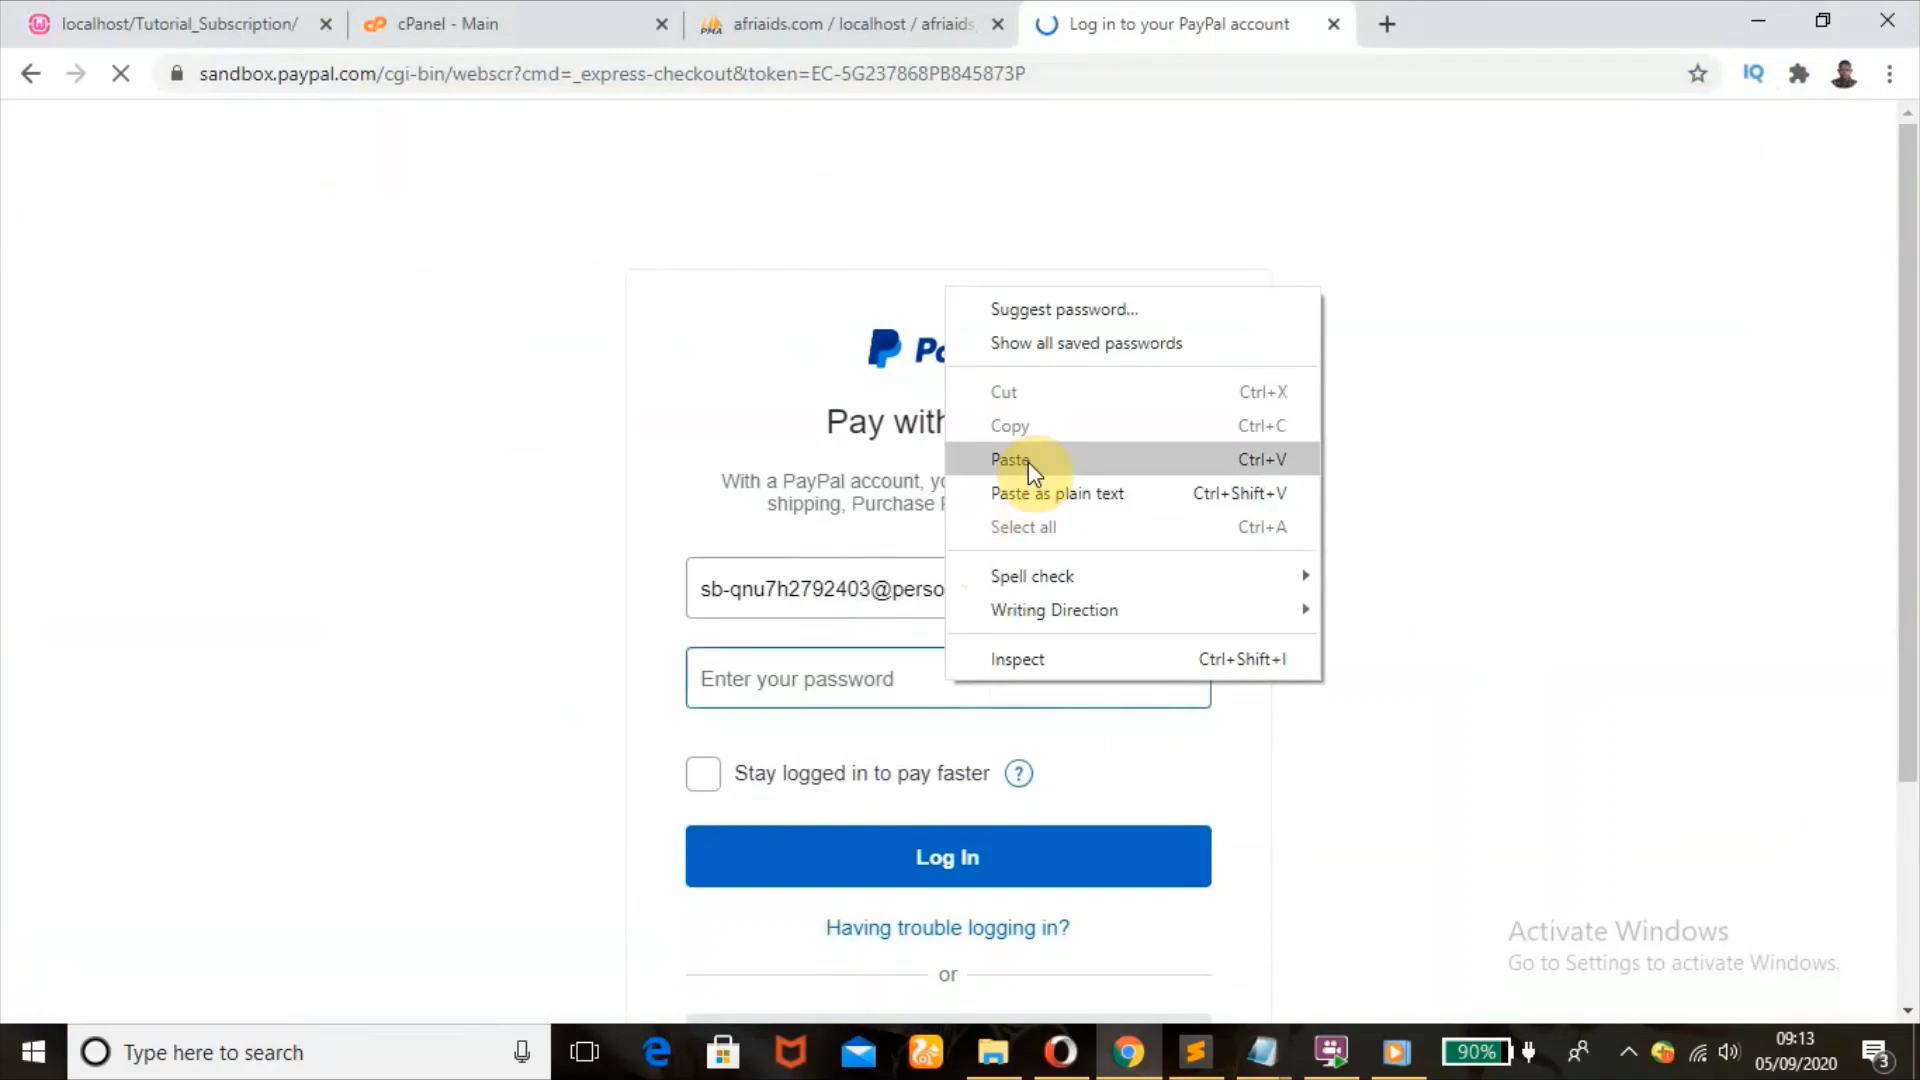 localhost/Tutorial_Subscription/
cPanel - Main
afriaids.com / localhost / afriaids
Log in to your PayPal account
sandbox.paypal.com/cgi-bin/webscr?cmd=_express-checkout&token=EC-5G237868PB845873P
IQ
Suggest password...
Show all saved passwords
Cut Ctrl+X
Copy Ctrl+C
Paste Ctrl+V
Paste as plain text Ctrl+Shift+V
Select all Ctrl+A
Spell check
Writing Direction
Inspect Ctrl+Shift+I
Pay with
With a PayPal account, yo
shipping, Purchase
sb-qnu7h2792403@perso
Enter your password
Stay logged in to pay faster ?
Log In
Having trouble logging in?
or
Activate Windows
Go to Settings to activate Windows.
Type here to search
90%
09:13
05/09/2020
3